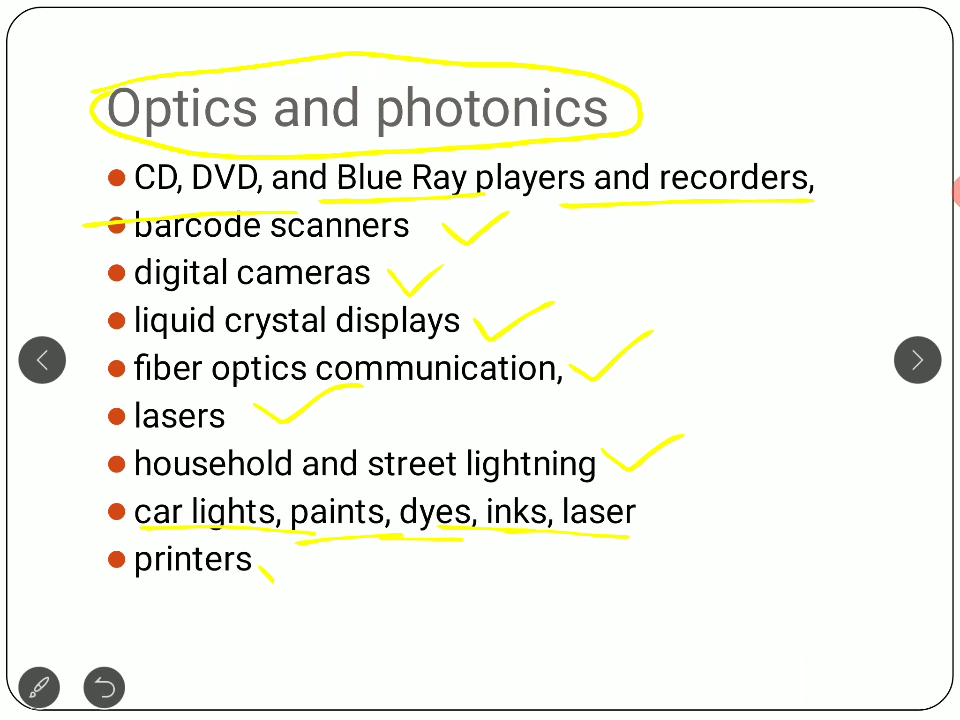 Optics and photonics
CD, DVD, and Blue Ray players and recorders,
barcode scanners
digital cameras
liquid crystal displays
fiber optics communication,
lasers
household and street lightning
car lights, paints, dyes, inks, laser
printers